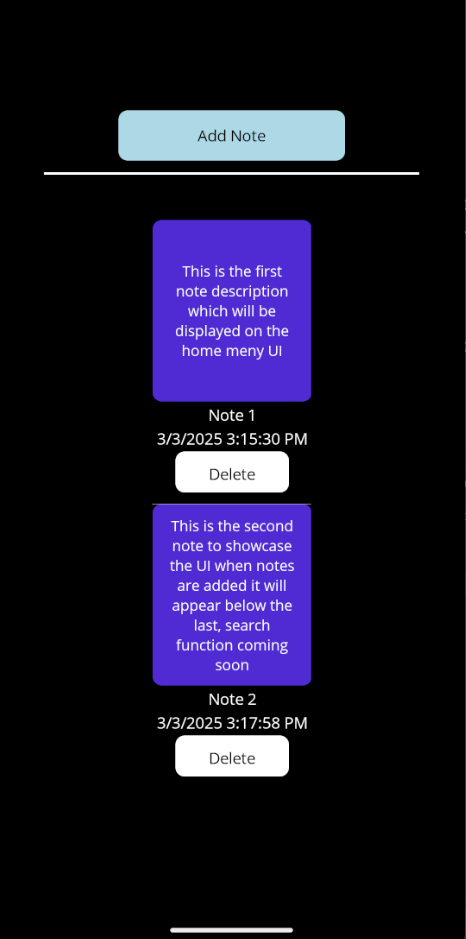 Add Note
This is the first
note description
which will be
displayed on the
home meny UI
Note 1
3/3/2025 3:15:30 PM
Delete
This is the second
note to showcase
the UI when notes
are added it will
appear below the
last, search
function coming
soon
Note 2
3/3/2025 3:17:58 PM
Delete